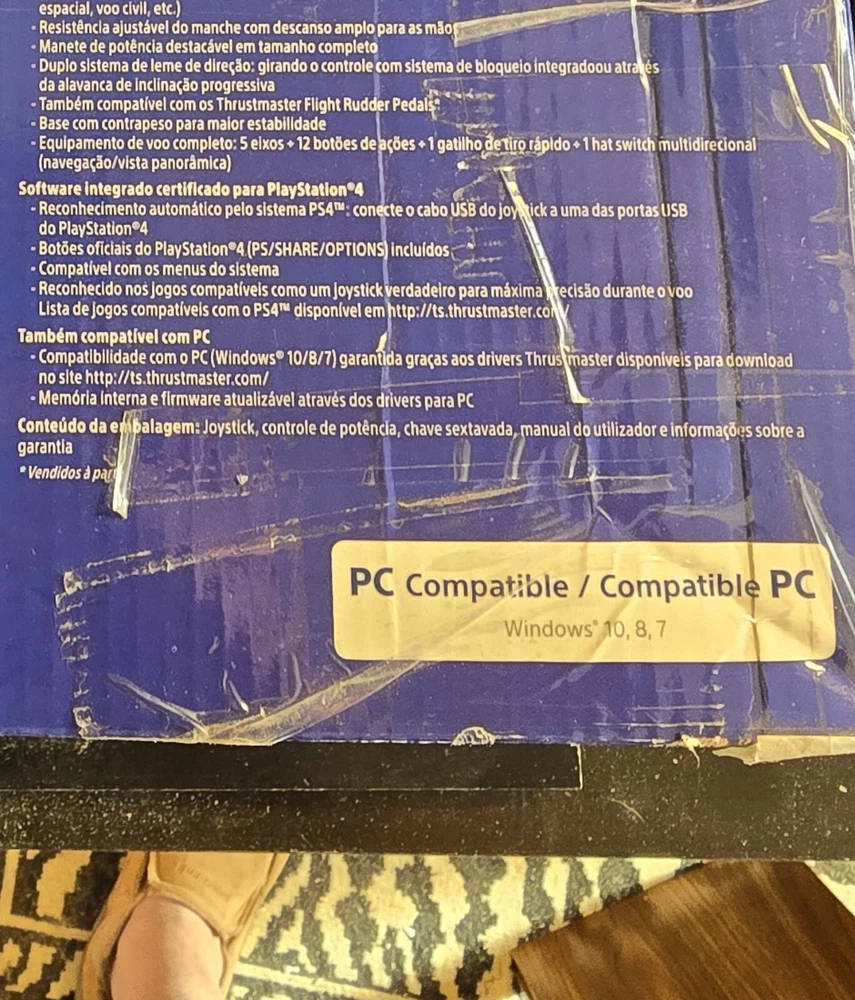 espacial, voo civil, etc.)
- Resistência ajustável do manche com descanso amplo para as mão
- Manete de potência destacável em tamanho completo
- Duplo sistema de leme de direção: girando o controle com sistema de bloqueio integradoou através
da alavanca de inclinação progressiva
- Também compatível com os Thrustmaster Flight Rudder Pedals*
- Base com contrapeso para maior estabilidade
- Equipamento de voo completo: 5 eixos + 12 botões de ações + 1 gatilho de tiro rápido + 1 hat switch multidirecional
(navegação/vista panorâmica)
Software integrado certificado para PlayStation®4
- Reconhecimento automático pelo sistema PS4™: conecte o cabo USB do joystick a uma das portas USB
do PlayStation®4
- Botões oficiais do PlayStation®4 (PS/SHARE/OPTIONS) incluídos
- Compatível com os menus do sistema
- Reconhecido nos jogos compatíveis como um joystick verdadeiro para máxima precisão durante o voo
Lista de jogos compatíveis com o PS4™ disponível em http://ts.thrustmaster.com/
Também compatível com PC
- Compatibilidade com o PC (Windows® 10/8/7) garantida graças aos drivers Thrustmaster disponíveis para download
no site http://ts.thrustmaster.com/
- Memória interna e firmware atualizável através dos drivers para PC
Conteúdo da embalagem: Joystick, controle de potência, chave sextavada, manual do utilizador e informações sobre a
garantia
* Vendidos à par
PC Compatible / Compatible PC
Windows® 10, 8, 7